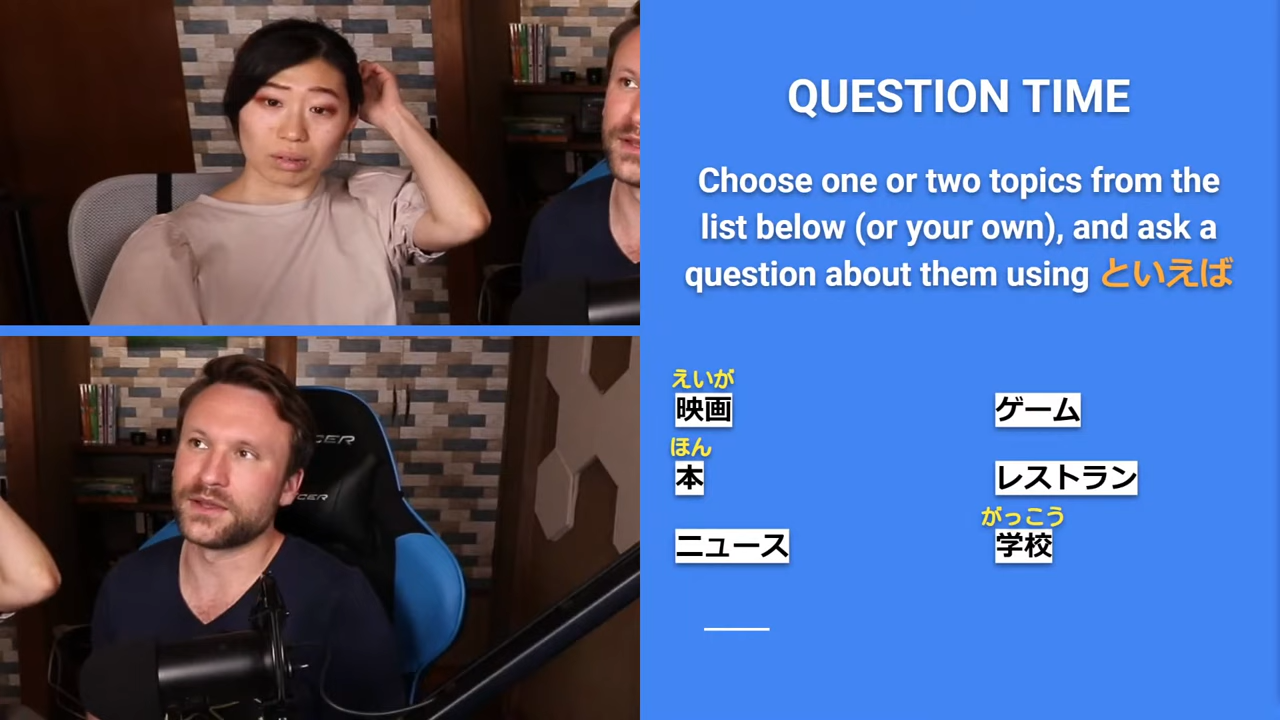 QUESTION TIME
Choose one or two topics from the
list below (or your own), and ask a
question about them using といえば
えいが
映画
ゲーム
ほん
本
レストラン
がっこう
ニュース
学校